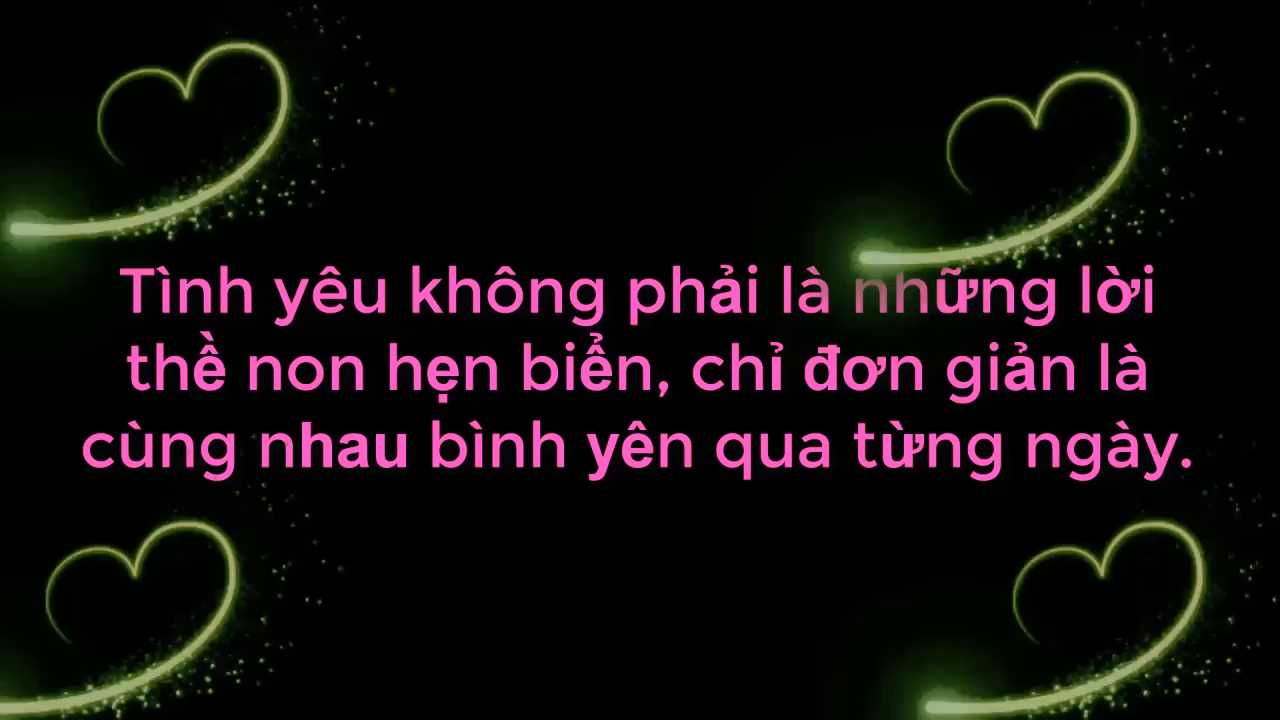 Tình yêu không phải là những lời
thề non hẹn biển, chỉ đơn giản là
cùng nhau bình yên qua từng ngày.